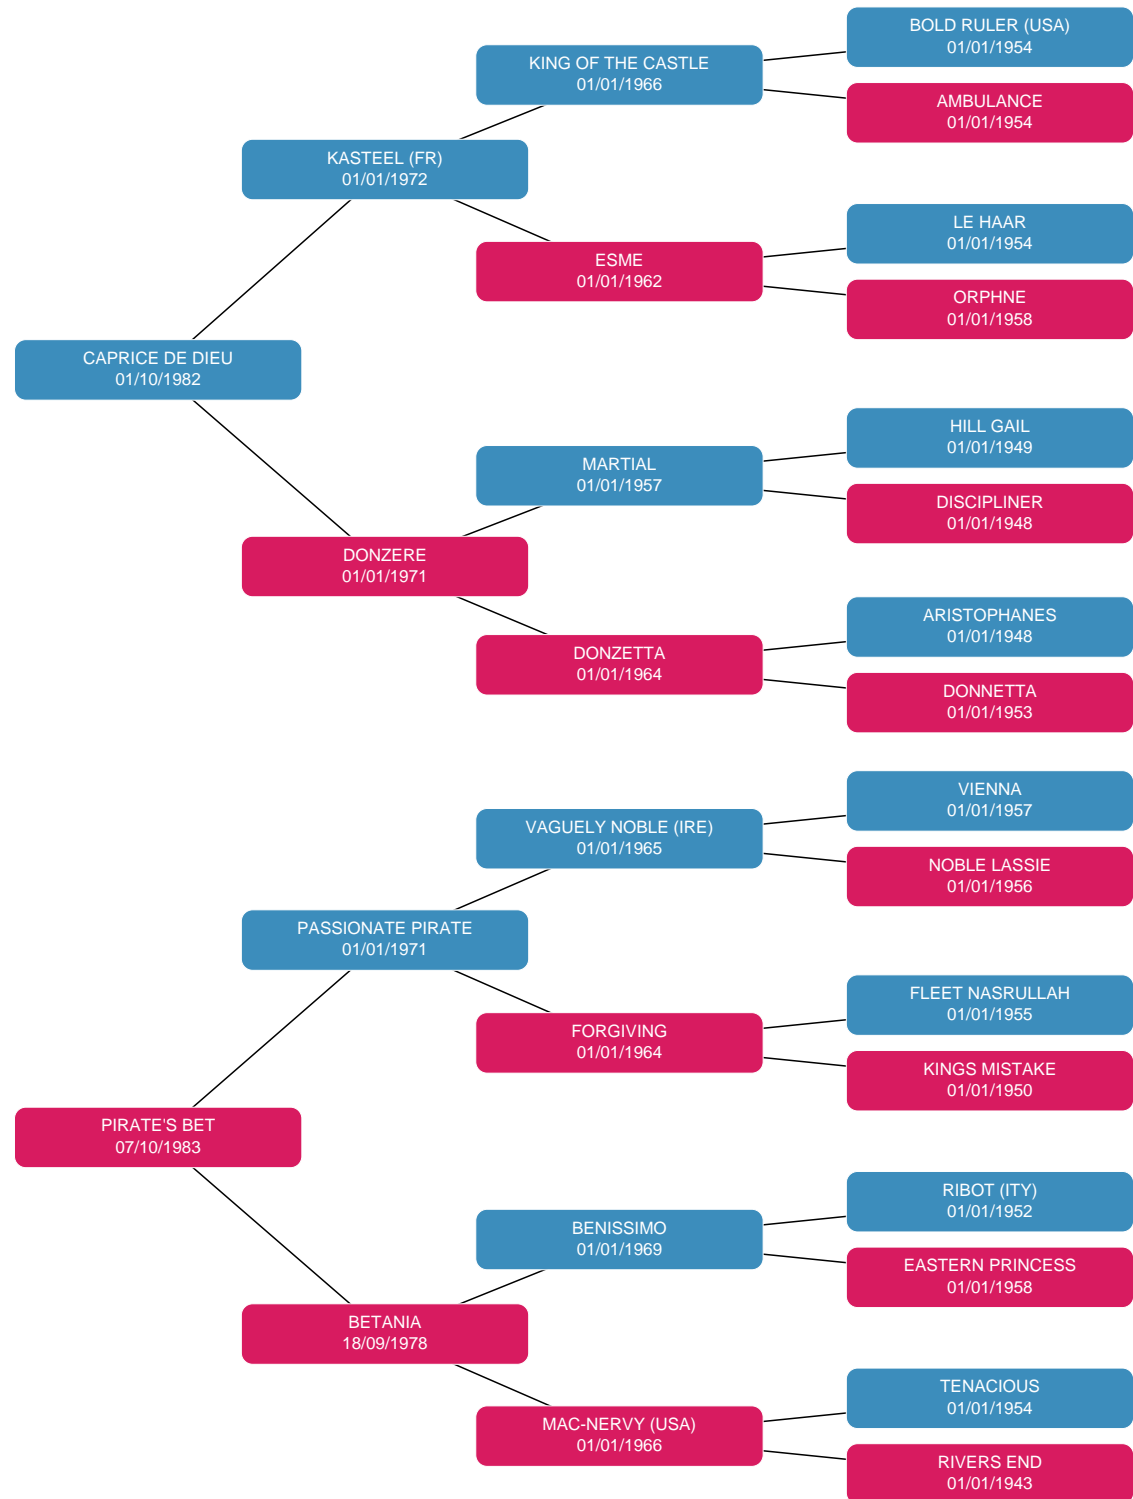 BOLD RULER (USA)
01/01/1954
KING OF THE CASTLE
01/01/1966
AMBULANCE
01/01/1954
KASTEEL (FR)
01/01/1972
LE HAAR
01/01/1954
ESME
01/01/1962
ORPHNE
01/01/1958
CAPRICE DE DIEU
01/10/1982
HILL GAIL
01/01/1949
MARTIAL
01/01/1957
DISCIPLINER
01/01/1948
DONZERE
01/01/1971
ARISTOPHANES
01/01/1948
DONZETTA
01/01/1964
DONNETTA
01/01/1953
VIENNA
01/01/1957
VAGUELY NOBLE (IRE)
01/01/1965
NOBLE LASSIE
01/01/1956
PASSIONATE PIRATE
01/01/1971
FLEET NASRULLAH
01/01/1955
FORGIVING
01/01/1964
KINGS MISTAKE
01/01/1950
PIRATE'S BET
07/10/1983
RIBOT (ITY)
01/01/1952
BENISSIMO
01/01/1969
EASTERN PRINCESS
01/01/1958
BETANIA
18/09/1978
TENACIOUS
01/01/1954
MAC-NERVY (USA)
01/01/1966
RIVERS END
01/01/1943